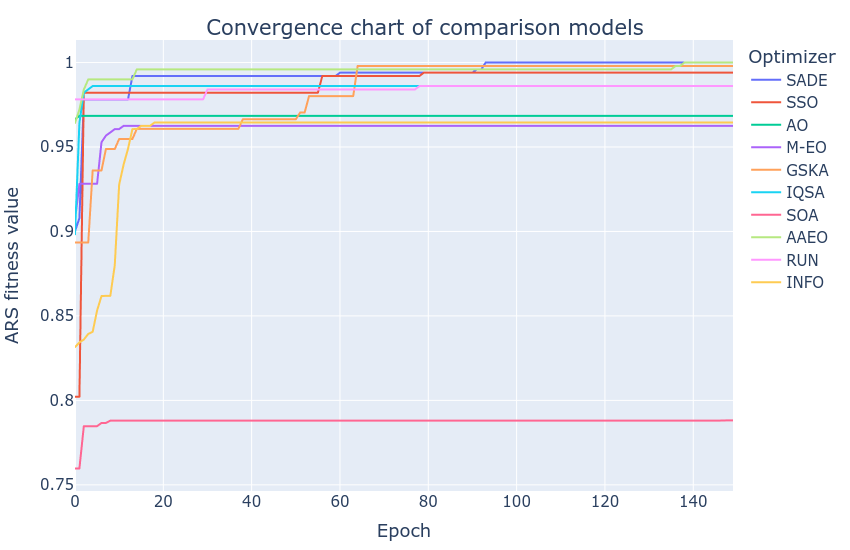 Convergence chart of comparison models
ARS fitness value
1
0.95
0.9
0.85
0.8
0.75
0 20 40 60 80 100 120 140
Epoch
Optimizer
SADE
SSO
AO
M-EO
GSKA
IQSA
SOA
AAEO
RUN
INFO